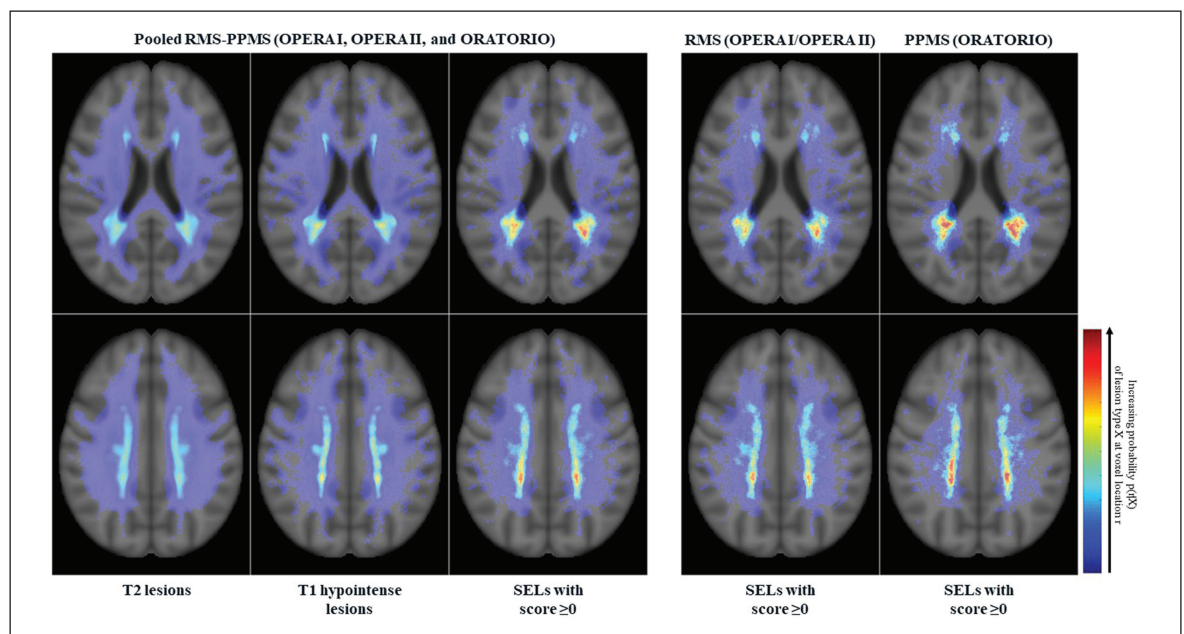 Pooled RMS-PPMS (OPERA I, OPERA II, and ORATORIO)
RMS (OPERA I/OPERA II)
PPMS (ORATORIO)
Increasing probability p(r|X)
of lesion type X at voxel location r
T2 lesions
T1 hypointense
lesions
SELs with
score ≥0
SELs with
score ≥0
SELs with
score ≥0